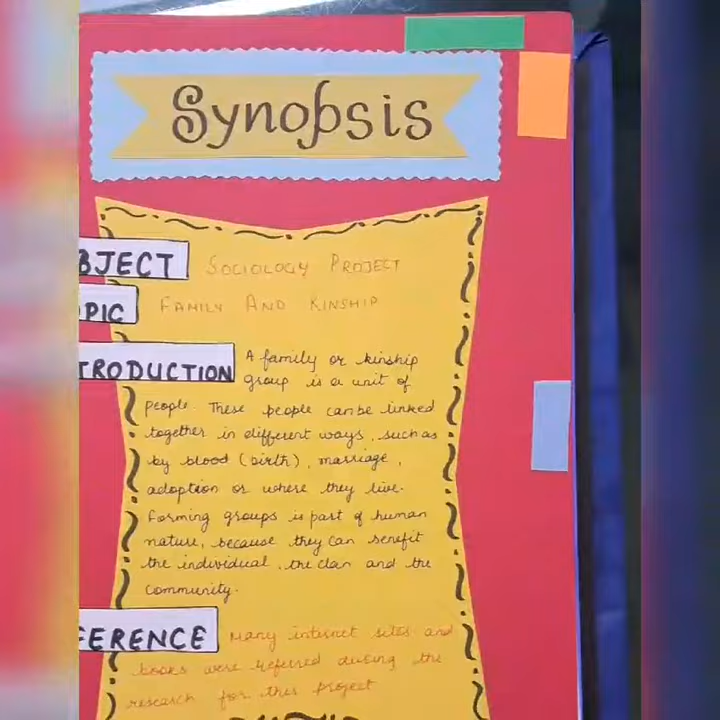 Synopsis
BJECT SOCIOLOGY PROJECT
PIC FAMILY AND KINSHIP
TRODUCTION A family or kinship
group is a unit of
people. These people can be linked
together in different ways, such as
by blood (birth), marriage,
adoption or where they live.
Forming groups is part of human
nature, because they can benefit
the individual, the clan and the
community.
FERENCE Many internet sites and
books were referred during the
research for this project